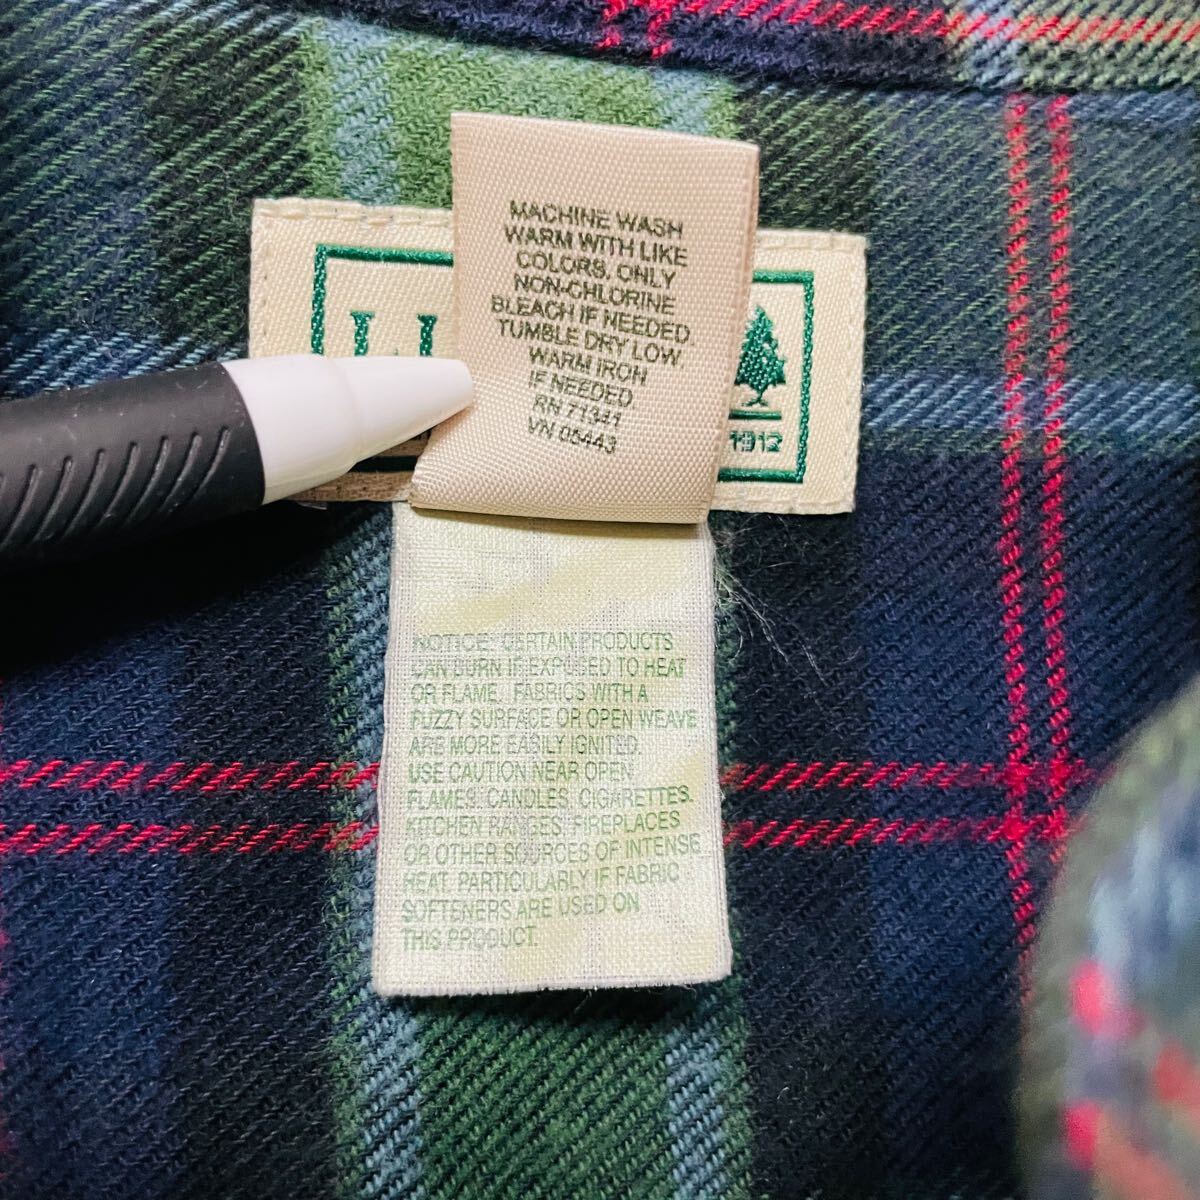 MACHINE WASH
WARM WITH LIKE
COLORS, ONLY
NON-CHLORINE
BLEACH IF NEEDED.
TUMBLE DRY LOW
WARM IRON
IF NEEDED
RN 71341
VN 05443
1912
NOTICE: CERTAIN PRODUCTS
CAN BURN IF EXPOSED TO HEAT
OR FLAME. FABRICS WITH A
FUZZY SURFACE OR OPEN WEAVE
ARE MORE EASILY IGNITED.
USE CAUTION NEAR OPEN
FLAMES, CANDLES, CIGARETTES,
KITCHEN RANGES, FIREPLACES
OR OTHER SOURCES OF INTENSE
HEAT, PARTICULARLY IF FABRIC
SOFTENERS ARE USED ON
THIS PRODUCT.